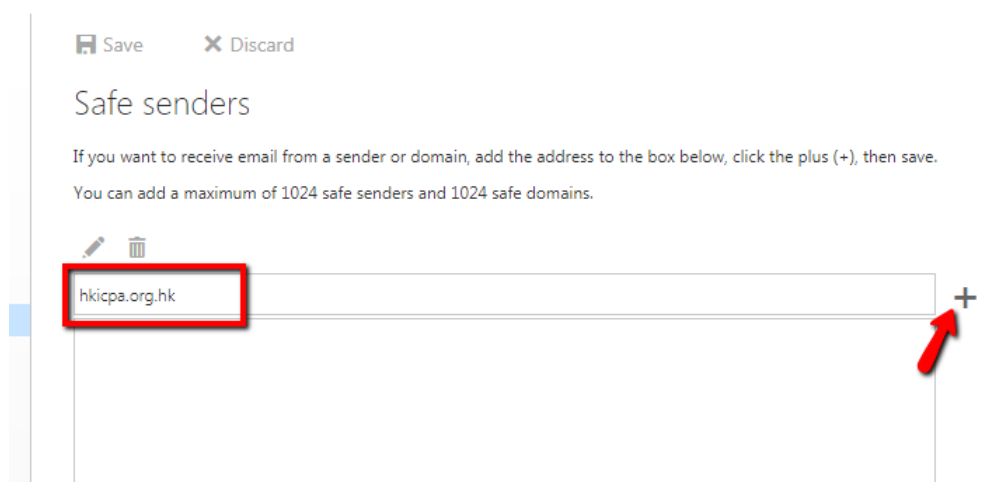 Save Discard
Safe senders
If you want to receive email from a sender or domain, add the address to the box below, click the plus (+), then save.
You can add a maximum of 1024 safe senders and 1024 safe domains.
hkicpa.org.hk